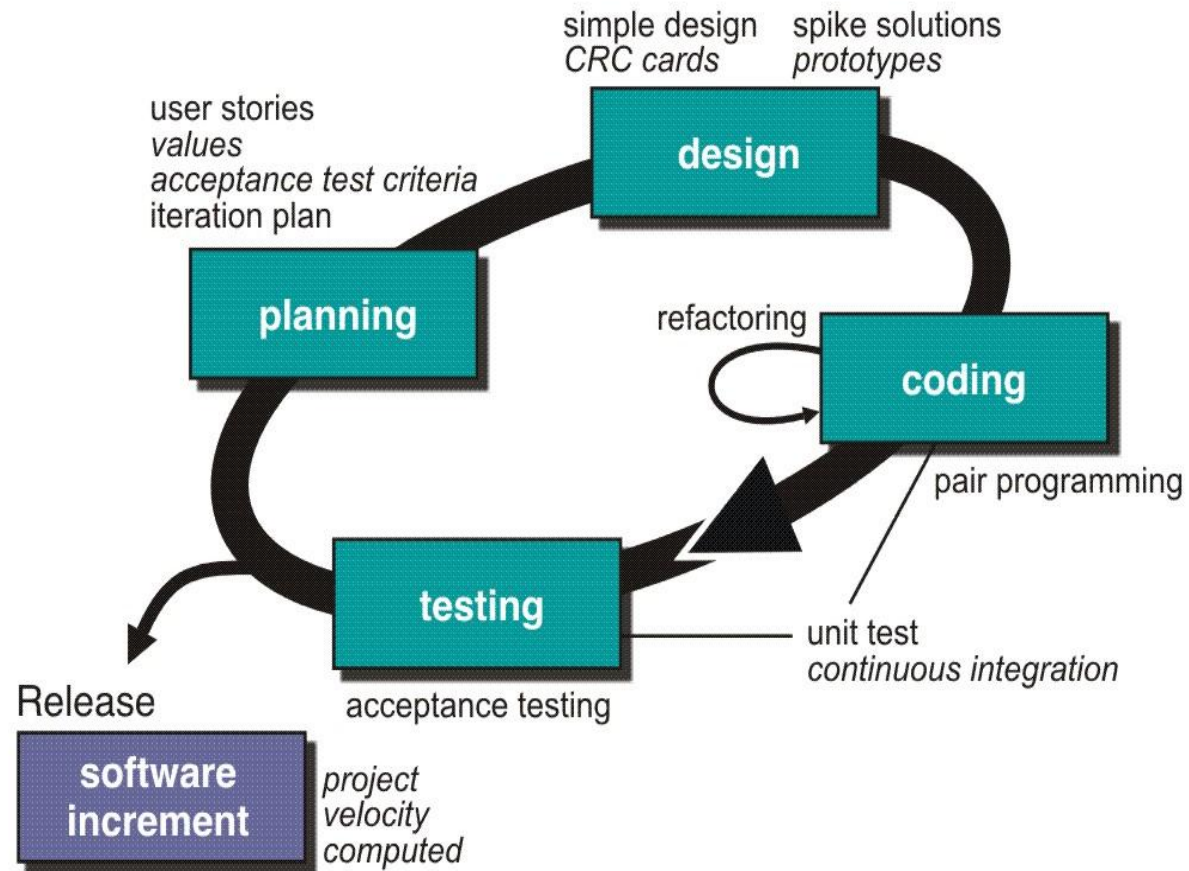 simple design
CRC cards
spike solutions
prototypes
user stories
values
acceptance test criteria
iteration plan
design
planning
refactoring
coding
pair programming
testing
unit test
continuous integration
acceptance testing
Release
software
increment
project
velocity
computed